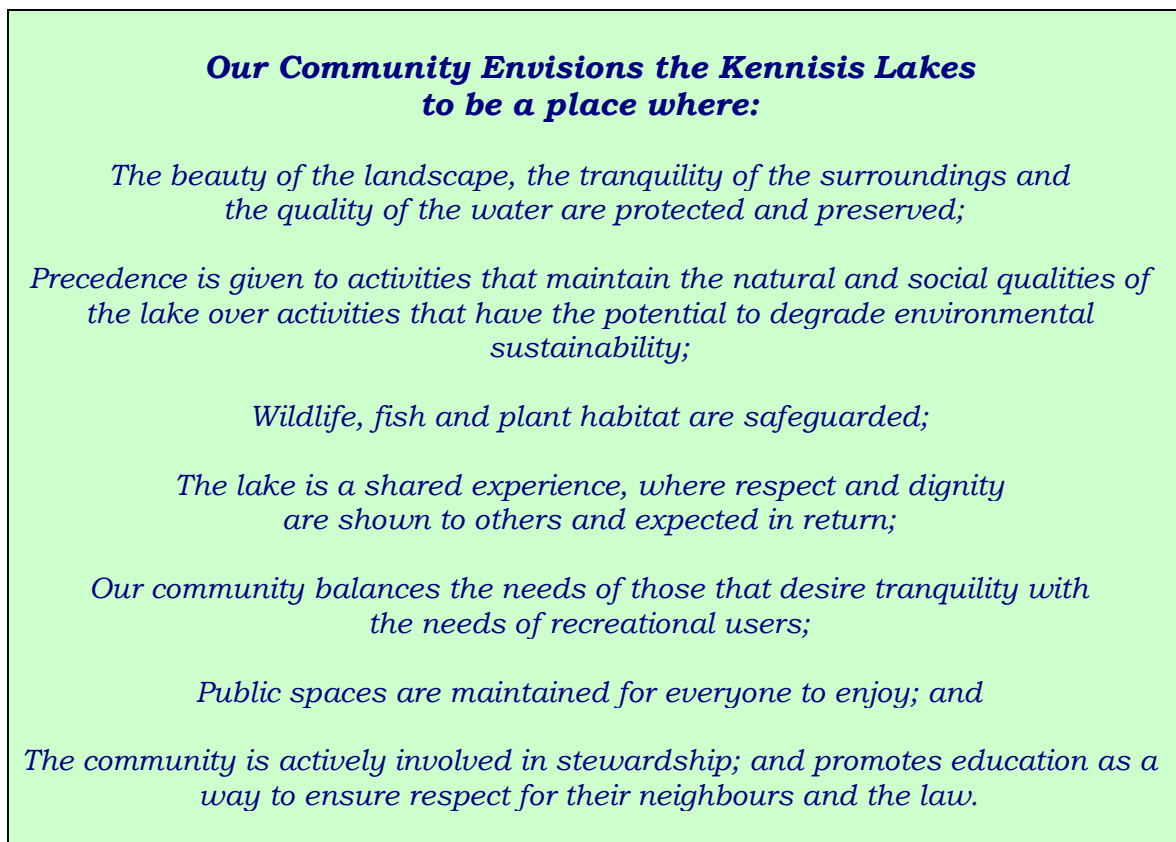 Our Community Envisions the Kennisis Lakes
to be a place where:
The beauty of the landscape, the tranquility of the surroundings and
the quality of the water are protected and preserved;
Precedence is given to activities that maintain the natural and social qualities of
the lake over activities that have the potential to degrade environmental
sustainability;
Wildlife, fish and plant habitat are safeguarded;
The lake is a shared experience, where respect and dignity
are shown to others and expected in return;
Our community balances the needs of those that desire tranquility with
the needs of recreational users;
Public spaces are maintained for everyone to enjoy; and
The community is actively involved in stewardship; and promotes education as a
way to ensure respect for their neighbours and the law.